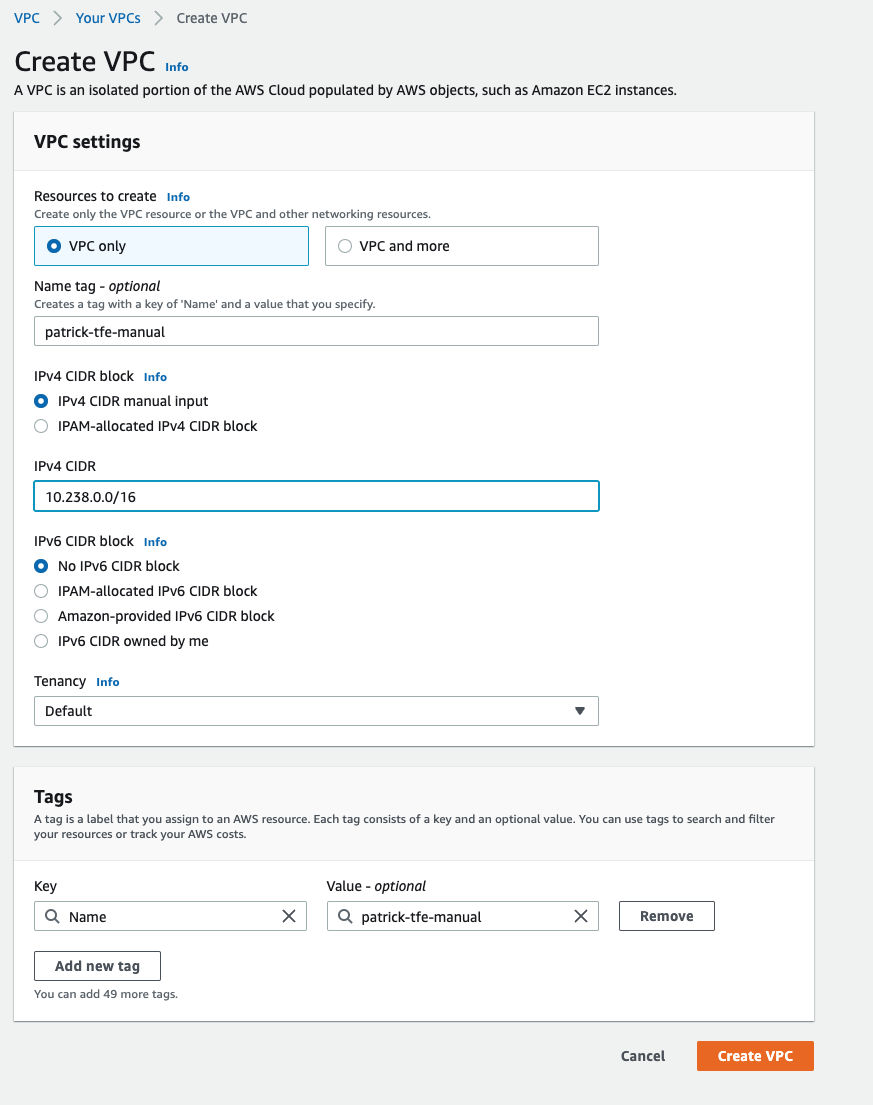 VPC > Your VPCs > Create VPC
Create VPC Info
A VPC is an isolated portion of the AWS Cloud populated by AWS objects, such as Amazon EC2 instances.
VPC settings
Resources to create Info
Create only the VPC resource or the VPC and other networking resources.
VPC only VPC and more
Name tag - optional
Creates a tag with a key of 'Name' and a value that you specify.
patrick-tfe-manual
IPv4 CIDR block Info
IPv4 CIDR manual input
IPAM-allocated IPv4 CIDR block
IPv4 CIDR
10.238.0.0/16
IPv6 CIDR block Info
No IPv6 CIDR block
IPAM-allocated IPv6 CIDR block
Amazon-provided IPv6 CIDR block
IPv6 CIDR owned by me
Tenancy Info
Default
Tags
A tag is a label that you assign to an AWS resource. Each tag consists of a key and an optional value. You can use tags to search and filter
your resources or track your AWS costs.
Key Value - optional
Name patrick-tfe-manual Remove
Add new tag
You can add 49 more tags.
Cancel Create VPC